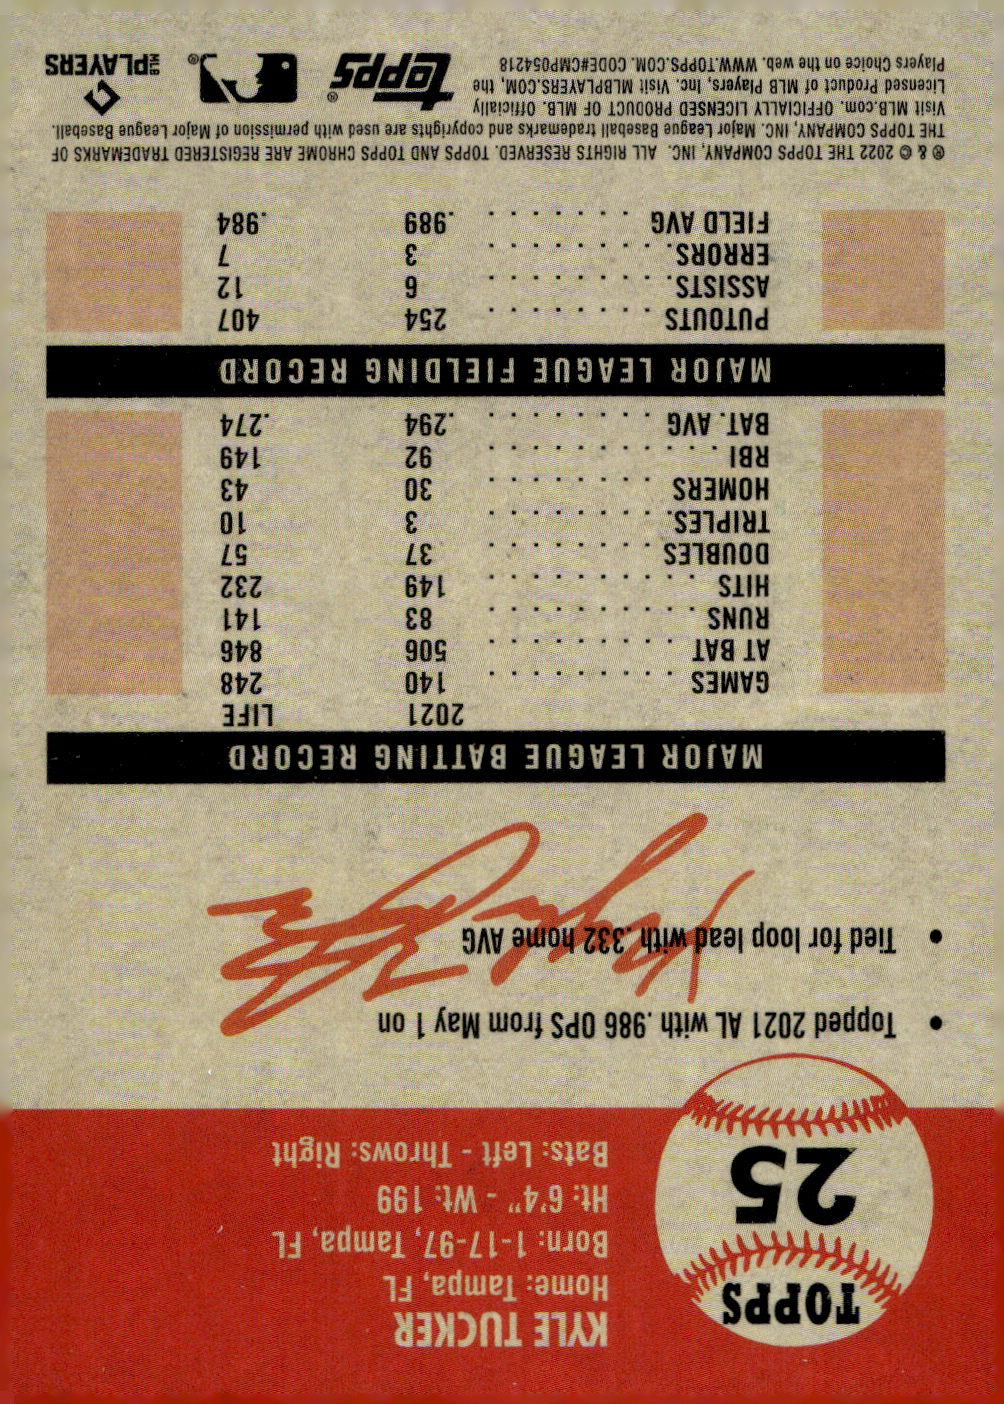 TOPPS
25
KYLE TUCKER
Home: Tampa, FL
Born: 1-17-97, Tampa, FL
Ht: 6'4" - Wt: 199
Bats: Left - Throws: Right
• Topped 2021 AL with .986 OPS from May 1 on
• Tied for loop lead with .332 home AVG
MAJOR LEAGUE BATTING RECORD
2021 LIFE
GAMES 140 248
AT BAT 506 846
RUNS 83 141
HITS 149 232
DOUBLES 37 57
TRIPLES 3 10
HOMERS 30 43
RBI 92 149
BAT. AVG .294 .274
MAJOR LEAGUE FIELDING RECORD
PUTOUTS 254 407
ASSISTS 6 12
ERRORS 3 7
FIELD AVG .989 .984
® & © 2022 THE TOPPS COMPANY, INC. ALL RIGHTS RESERVED. TOPPS AND TOPPS CHROME ARE REGISTERED TRADEMARKS OF
THE TOPPS COMPANY, INC. Major League Baseball trademarks and copyrights are used with permission of Major League Baseball.
Visit MLB.com. OFFICIALLY LICENSED PRODUCT OF MLB. Officially
Licensed Product of MLB Players, Inc. Visit MLBPLAYERS.COM, the
Players Choice on the web. WWW.TOPPS.COM. CODE#CMP054218
Topps®
®
MLB PLAYERS